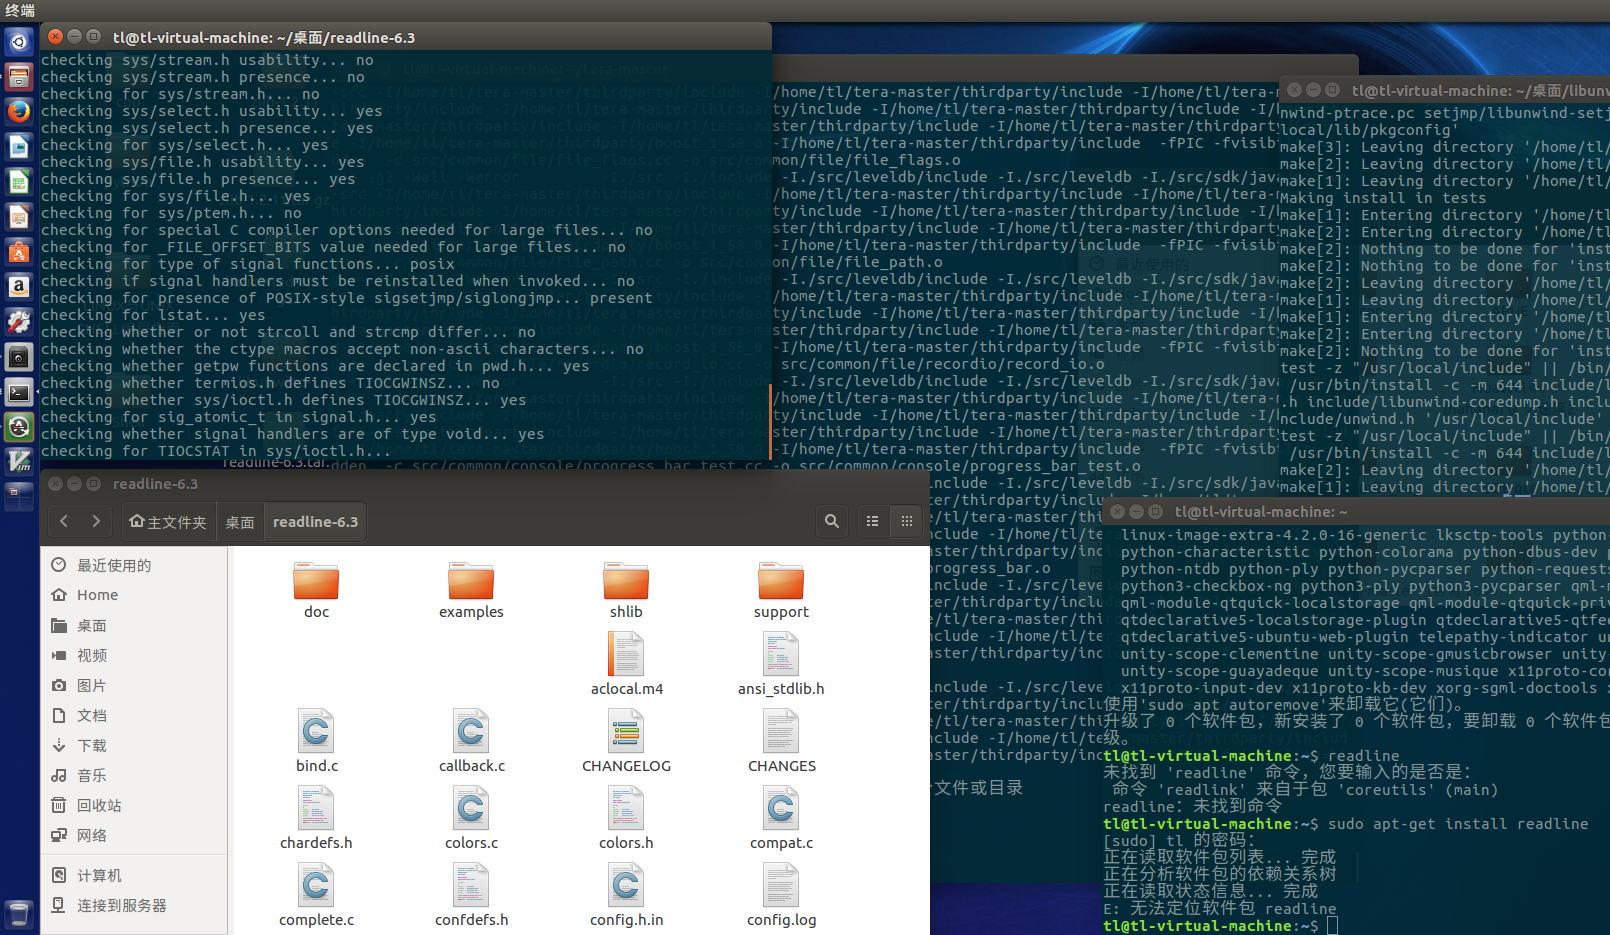 终端
tl@tl-virtual-machine: ~/桌面/readline-6.3
checking sys/stream.h usability... no
checking sys/stream.h presence... no
checking for sys/stream.h... no
checking sys/select.h usability... yes
checking sys/select.h presence... yes
checking for sys/select.h... yes
checking sys/file.h usability... yes
checking sys/file.h presence... yes
checking for sys/file.h... yes
checking for sys/ptem.h... no
checking for special C compiler options needed for large files... no
checking for _FILE_OFFSET_BITS value needed for large files... no
checking for type of signal functions... posix
checking if signal handlers must be reinstalled when invoked... no
checking for presence of POSIX-style sigsetjmp/siglongjmp... present
checking for lstat... yes
checking whether or not strcoll and strcmp differ... no
checking whether the ctype macros accept non-ascii characters... no
checking whether getpw functions are declared in pwd.h... yes
checking whether termios.h defines TIOCGWINSZ... no
checking whether sys/ioctl.h defines TIOCGWINSZ... yes
checking for sig_atomic_t in signal.h... yes
checking whether signal handlers are of type void... yes
checking for TIOCSTAT in sys/ioctl.h...
readline-6.3.tar.
/home/tl/tera-master/thirdparty/include -I/home/tl/tera-m
ty/include -I/home/tl/tera-master/thirdparty/include -I/h
ster/thirdparty/include -I/home/tl/tera-master/thirdparty
-I/home/tl/tera-master/thirdparty/include  -fPIC -fvisib
mon/file/file_flags.o
 -I./src/leveldb/include -I./src/leveldb -I./src/sdk/java
/home/tl/tera-master/thirdparty/include -I/home/tl/tera-m
ty/include -I/home/tl/tera-master/thirdparty/include -I/h
ster/thirdparty/include -I/home/tl/tera-master/thirdparty
-I/home/tl/tera-master/thirdparty/include  -fPIC -fvisib
mon/file/file_path.o
 -I./src/leveldb/include -I./src/leveldb -I./src/sdk/java
/home/tl/tera-master/thirdparty/include -I/home/tl/tera-m
ty/include -I/home/tl/tera-master/thirdparty/include -I/h
ster/thirdparty/include -I/home/tl/tera-master/thirdparty
-I/home/tl/tera-master/thirdparty/include  -fPIC -fvisib
 src/common/file/recordio/record_io.o
 -I./src/leveldb/include -I./src/leveldb -I./src/sdk/java
/home/tl/tera-master/thirdparty/include -I/home/tl/tera-m
ty/include -I/home/tl/tera-master/thirdparty/include -I/h
ster/thirdparty/include -I/home/tl/tera-master/thirdparty
-I/home/tl/tera-master/thirdparty/include  -fPIC -fvisib
dden  -c src/common/console/progress_bar_test.cc -o src/common/console/progress_bar_test.o
tl@tl-virtual-machine: ~/桌面/libunw
nwind-ptrace.pc setjmp/libunwind-setj
local/lib/pkgconfig'
make[3]: Leaving directory '/home/tl/
make[2]: Leaving directory '/home/tl/
make[1]: Leaving directory '/home/tl/
Making install in tests
make[1]: Entering directory '/home/tl
make[2]: Entering directory '/home/tl
make[2]: Nothing to be done for 'inst
make[2]: Nothing to be done for 'inst
make[2]: Leaving directory '/home/tl/
make[1]: Leaving directory '/home/tl/
make[1]: Entering directory '/home/tl
make[2]: Entering directory '/home/tl
make[2]: Nothing to be done for 'inst
test -z "/usr/local/include" || /bin/
 /usr/bin/install -c -m 644 include/l
.h include/libunwind-coredump.h inclu
nclude/unwind.h '/usr/local/include/'
test -z "/usr/local/include" || /bin/
 /usr/bin/install -c -m 644 include/l
make[2]: Leaving directory '/home/tl/
make[1]: Leaving directory '/home/tl/
readline-6.3
主文件夹
桌面
readline-6.3
最近使用的
Home
桌面
视频
图片
文档
下载
音乐
回收站
网络
计算机
连接到服务器
doc
examples
shlib
support
aclocal.m4
ansi_stdlib.h
bind.c
callback.c
CHANGELOG
CHANGES
chardefs.h
colors.c
colors.h
compat.c
complete.c
confdefs.h
config.h.in
config.log
个文件或目录
tl@tl-virtual-machine: ~
linux-image-extra-4.2.0-16-generic lksctp-tools python-
python-characteristic python-colorama python-dbus-dev p
python-ntdb python-ply python-pycparser python-requests
python3-checkbox-ng python3-ply python3-pycparser qml-m
qml-module-qtquick-localstorage qml-module-qtquick-priv
qtdeclarative5-localstorage-plugin qtdeclarative5-qtfee
qtdeclarative5-ubuntu-web-plugin telepathy-indicator un
unity-scope-clementine unity-scope-gmusicbrowser unity-
unity-scope-guayadeque unity-scope-musique x11proto-cor
x11proto-input-dev x11proto-kb-dev xorg-sgml-doctools x
使用'sudo apt autoremove'来卸载它(它们)。
升级了 0 个软件包，新安装了 0 个软件包，要卸载 0 个软件包
级。
tl@tl-virtual-machine:~$ readline
未找到 'readline' 命令，您要输入的是否是：
 命令 'readlink' 来自于包 'coreutils' (main)
readline：未找到命令
tl@tl-virtual-machine:~$ sudo apt-get install readline
[sudo] tl 的密码：
正在读取软件包列表... 完成
正在分析软件包的依赖关系树
正在读取状态信息... 完成
E: 无法定位软件包 readline
tl@tl-virtual-machine:~$